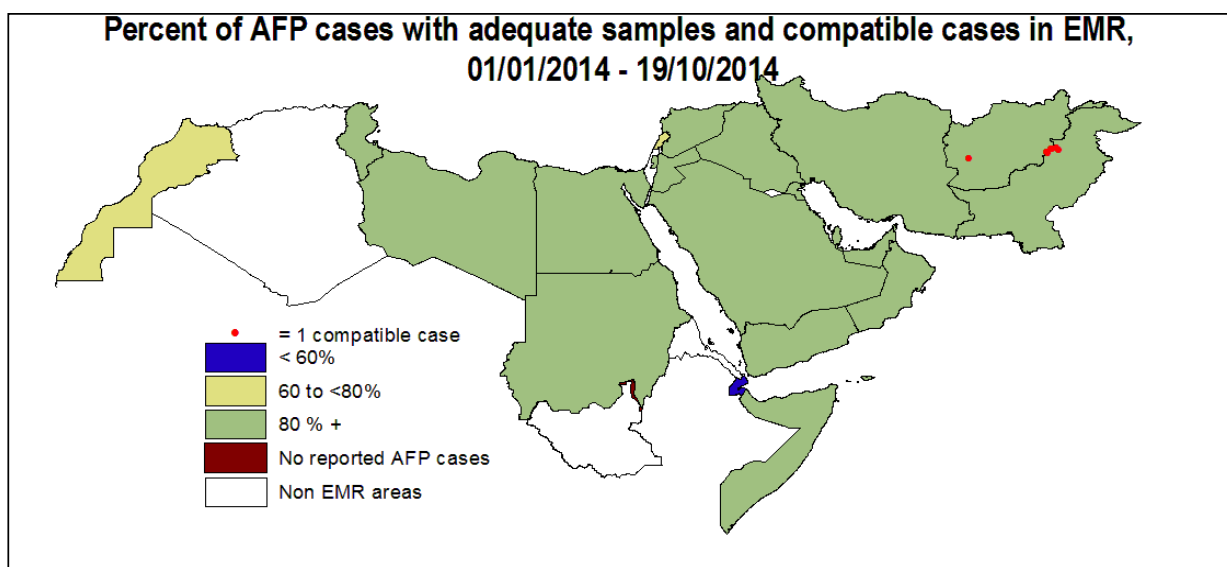 Percent of AFP cases with adequate samples and compatible cases in EMR,
01/01/2014 - 19/10/2014
= 1 compatible case
< 60%
60 to <80%
80 % +
No reported AFP cases
Non EMR areas